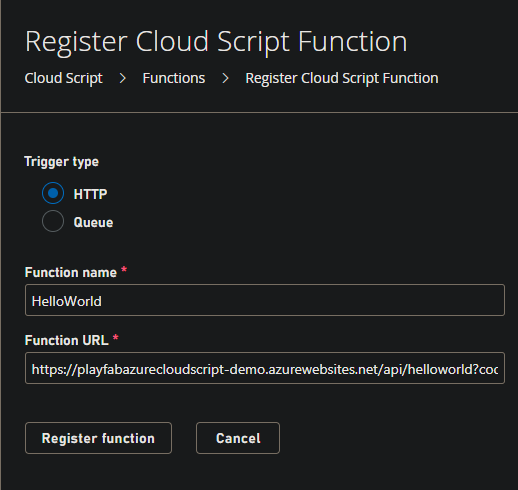 Register Cloud Script Function
Cloud Script > Functions > Register Cloud Script Function
Trigger type
HTTP
Queue
Function name *
HelloWorld
Function URL *
https://playfabazurecloudscript-demo.azurewebsites.net/api/helloworld?coc
Register function Cancel